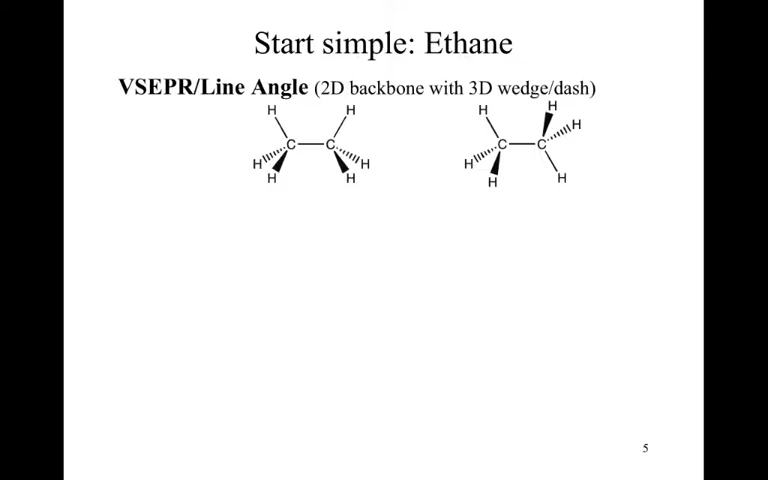 Start simple: Ethane
VSEPR/Line Angle (2D backbone with 3D wedge/dash)
H H H H
H
C C C C
H H H
H H H H
5